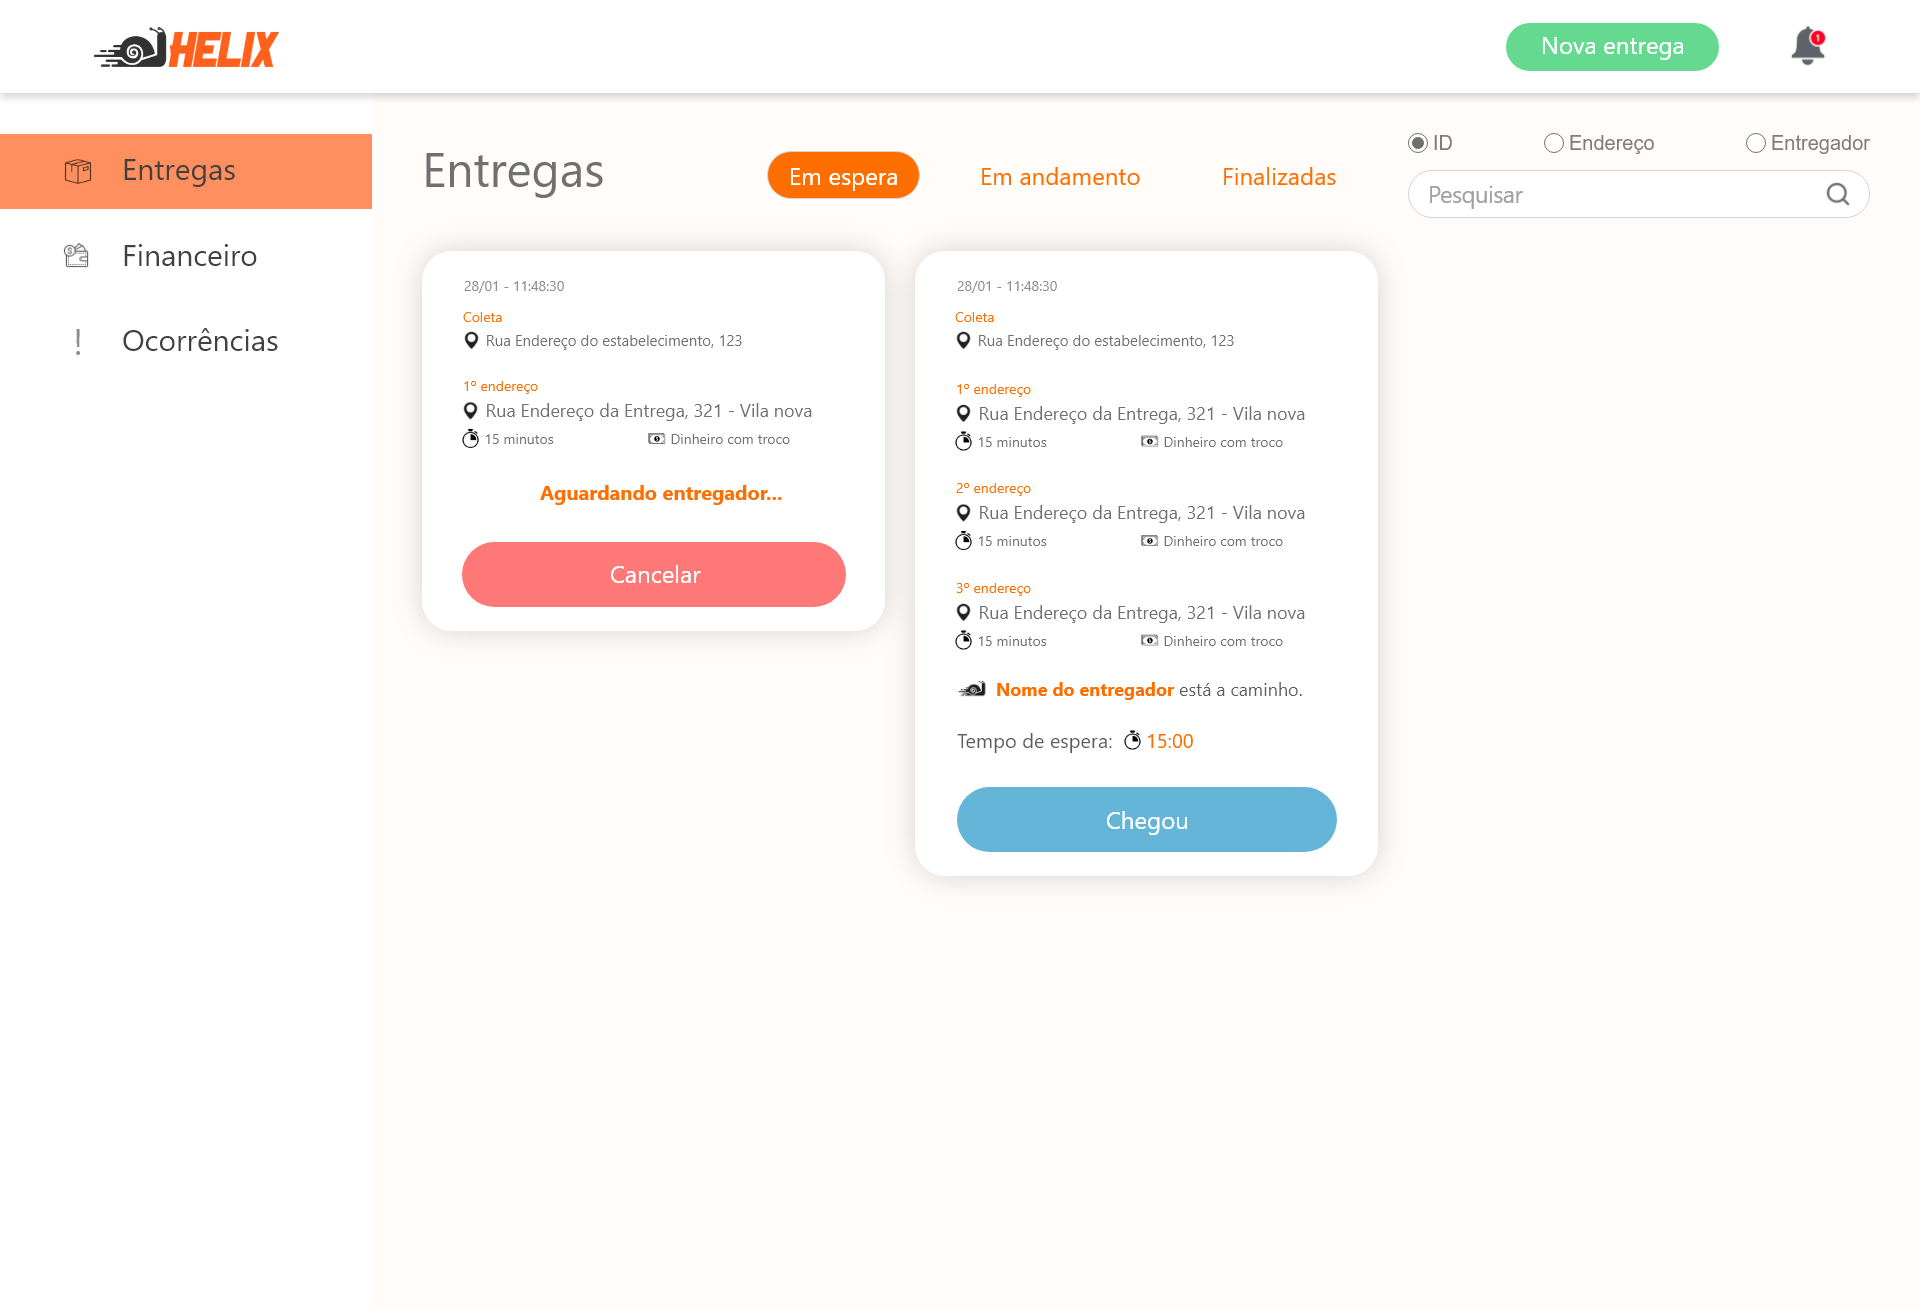 HELIX
Nova entrega
1
Entregas
Financeiro
Ocorrências
Entregas
Em espera
Em andamento
Finalizadas
ID
Endereço
Entregador
Pesquisar
28/01 - 11:48:30
Coleta
Rua Endereço do estabelecimento, 123
1º endereço
Rua Endereço da Entrega, 321 - Vila nova
15 minutos
Dinheiro com troco
Aguardando entregador...
Cancelar
28/01 - 11:48:30
Coleta
Rua Endereço do estabelecimento, 123
1º endereço
Rua Endereço da Entrega, 321 - Vila nova
15 minutos
Dinheiro com troco
2º endereço
Rua Endereço da Entrega, 321 - Vila nova
15 minutos
Dinheiro com troco
3º endereço
Rua Endereço da Entrega, 321 - Vila nova
15 minutos
Dinheiro com troco
Nome do entregador está a caminho.
Tempo de espera: 15:00
Chegou